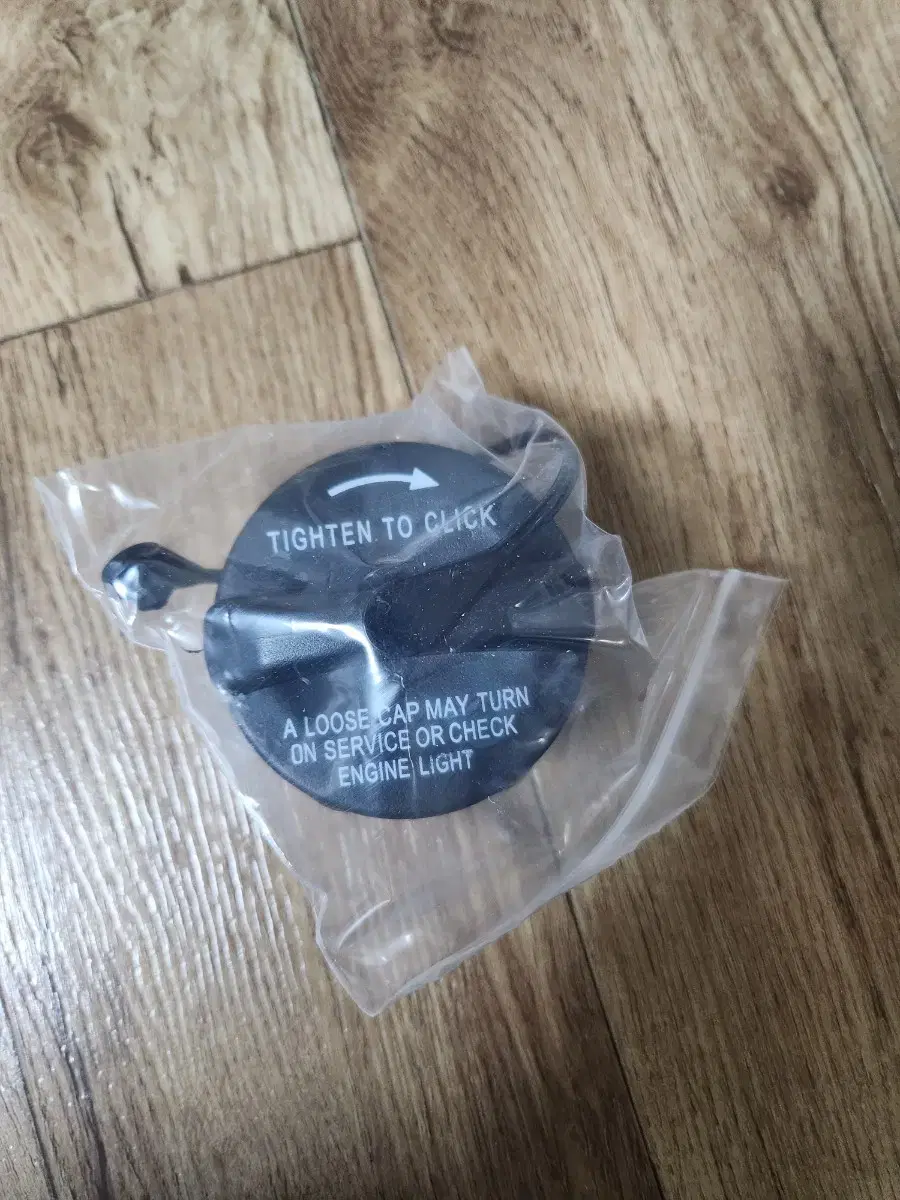 TIGHTEN TO CLICK
A LOOSE CAP MAY TURN
ON SERVICE OR CHECK
ENGINE LIGHT